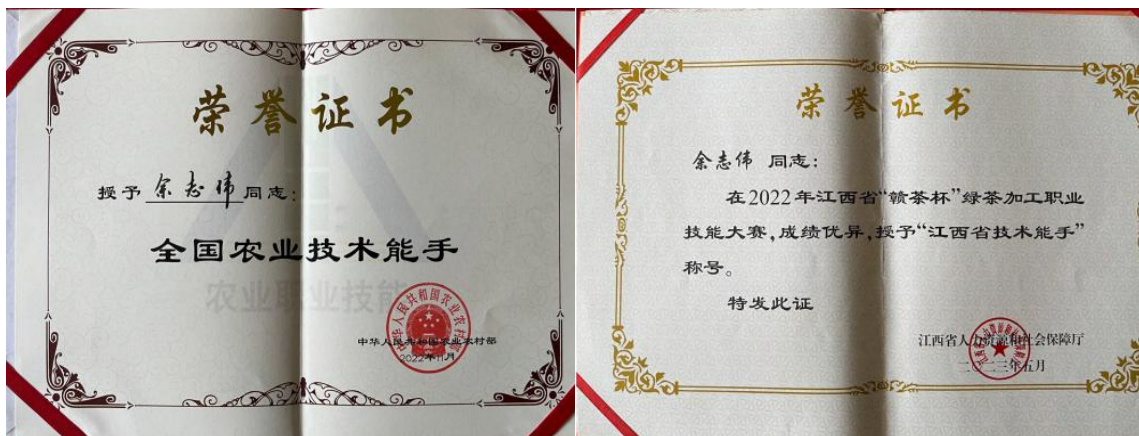 荣誉证书
授予 余志伟 同志:
全国农业技术能手
农业职业技能
中华人民共和国农业农村部
2022年11月
荣誉证书
余志伟 同志:
在2022年江西省“赣茶杯”绿茶加工职业
技能大赛,成绩优异,授予“江西省技术能手”
称号。
特发此证
江西省人力资源和社会保障厅
二〇二三年五月